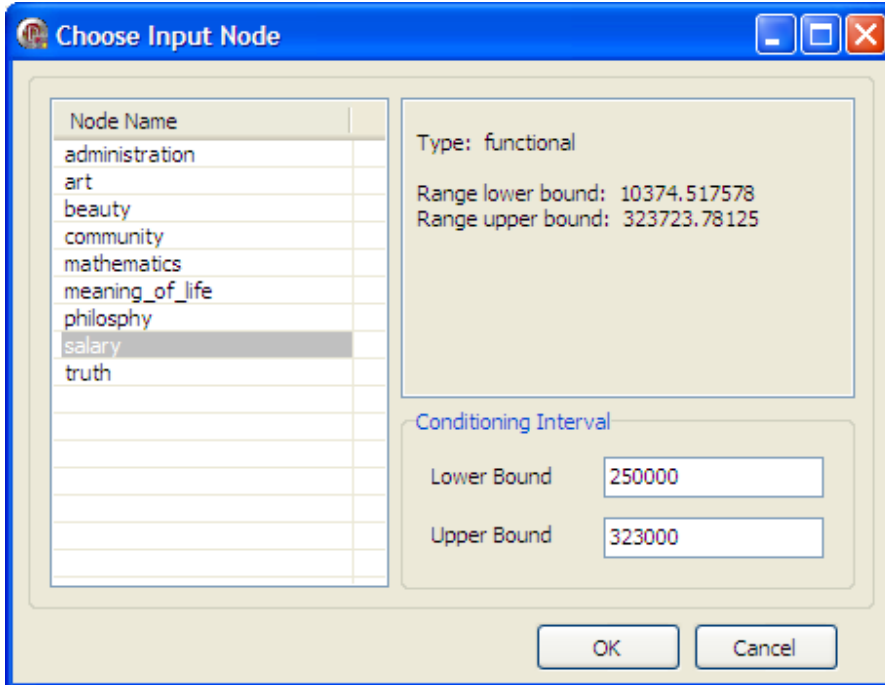 Choose Input Node
Node Name
administration
art
beauty
community
mathematics
meaning_of_life
philosphy
salary
truth
Type: functional
Range lower bound: 10374.517578
Range upper bound: 323723.78125
Conditioning Interval
Lower Bound 250000
Upper Bound 323000
OK Cancel